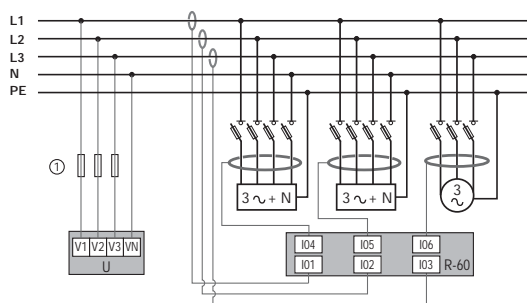 L1
L2
L3
N
PE
1
3 ~ + N
3 ~ + N
3 ~
V1 V2 V3 VN
U
I04 I05 I06
I01 I02 I03
R-60